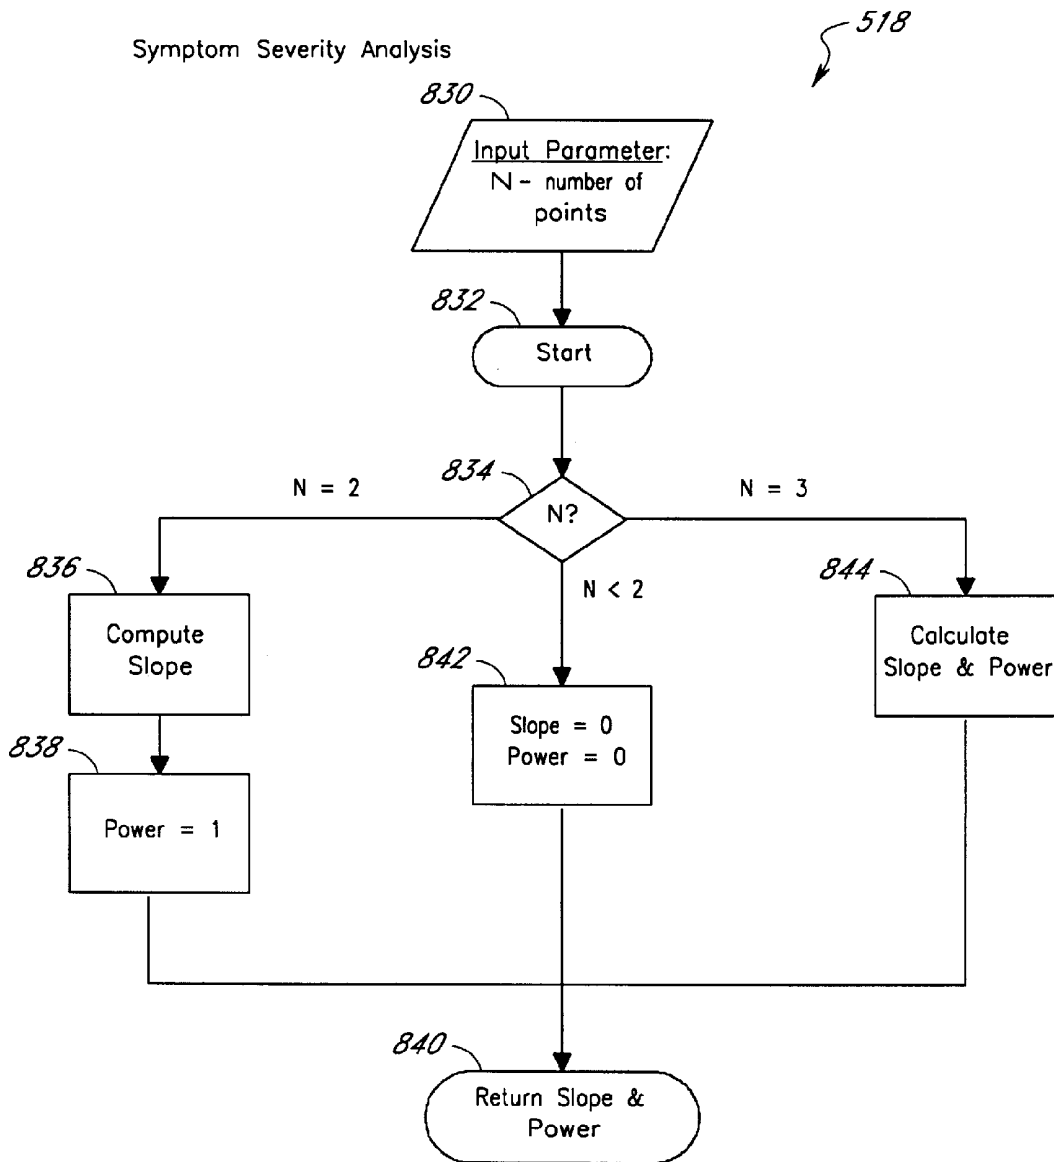 518
Symptom Severity Analysis
830
Input Parameter:
N - number of
points
832
Start
834
N = 2
N = 3
N?
836
N < 2
844
Compute
Slope
Calculate
Slope & Power
842
Slope = 0
Power = 0
838
Power = 1
840
Return Slope &
Power